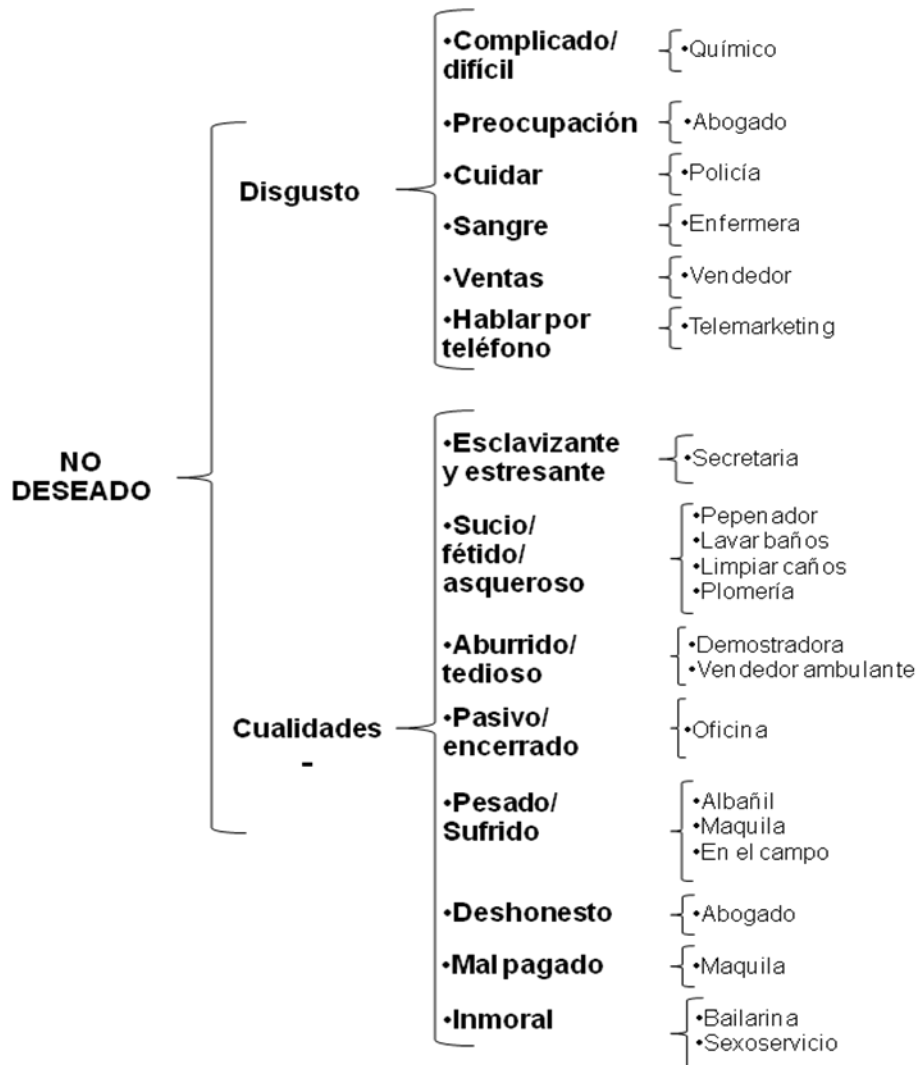 NO
DESEADO
Disgusto
•Complicado/
difícil
•Químico
•Preocupación
•Abogado
•Cuidar
•Policía
•Sangre
•Enfermera
•Ventas
•Vendedor
•Hablar por
teléfono
•Telemarketing
Cualidades
-
•Esclavizante
y estresante
•Secretaria
•Sucio/
fétido/
asqueroso
•Pepenador
•Lavar baños
•Limpiar caños
•Plomería
•Aburrido/
tedioso
•Demostradora
•Vendedor ambulante
•Pasivo/
encerrado
•Oficina
•Pesado/
Sufrido
•Albañil
•Maquila
•En el campo
•Deshonesto
•Abogado
•Mal pagado
•Maquila
•Inmoral
•Bailarina
•Sexoservicio